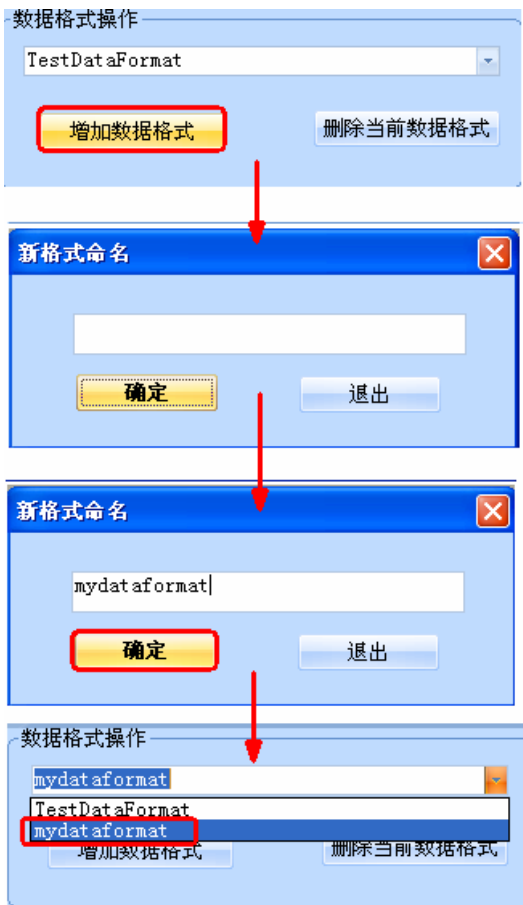 数据格式操作
TestDataFormat
增加数据格式 删除当前数据格式
新格式命名
确定 退出
新格式命名
mydataformat
确定 退出
数据格式操作
mydataformat
TestDataFormat
mydataformat
增加数据格式 删除当前数据格式